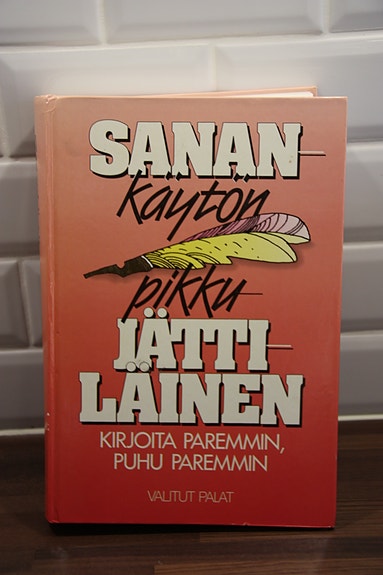 SANAN-
käytön
pikku-
JÄTTI-
LÄINEN
KIRJOITA PAREMMIN,
PUHU PAREMMIN
VALITUT PALAT